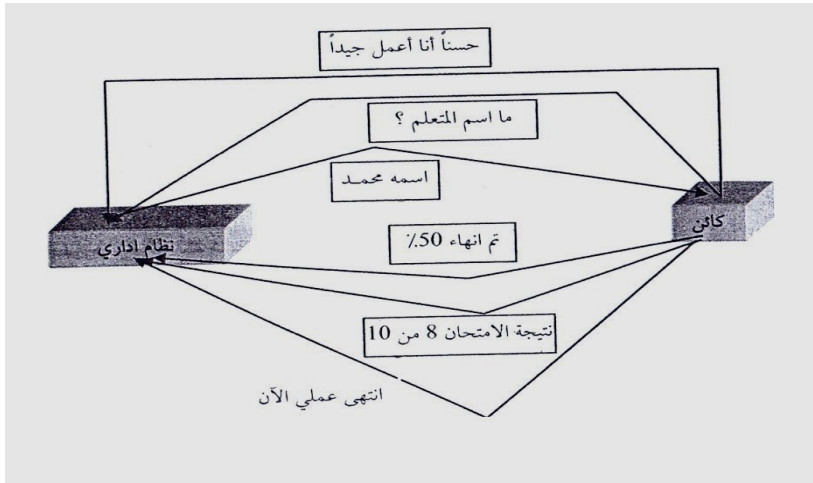 حسناً أنا أعمل جيداً
ما اسم المتعلم ؟
اسمه محمد
كائن
نظام اداري
تم انهاء 50٪
نتيجة الامتحان 8 من 10
انتهى عملي الآن